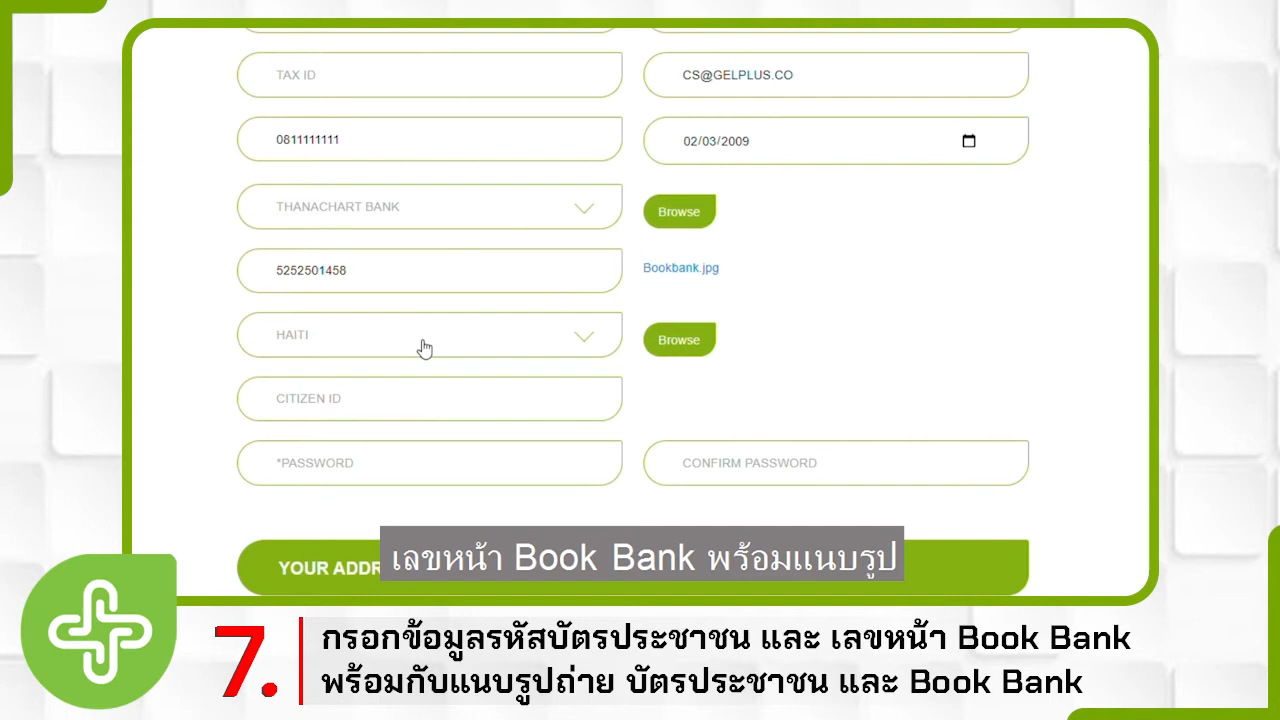 TAX ID
CS@GELPLUS.CO
0811111111
02/03/2009
THANACHART BANK
Browse
5252501458
Bookbank.jpg
HAITI
Browse
CITIZEN ID
*PASSWORD
CONFIRM PASSWORD
YOUR ADDR
เลขหน้า Book Bank พร้อมแนบรูป
7.
กรอกข้อมูลรหัสบัตรประชาชน และ เลขหน้า Book Bank
พร้อมกับแนบรูปถ่าย บัตรประชาชน และ Book Bank